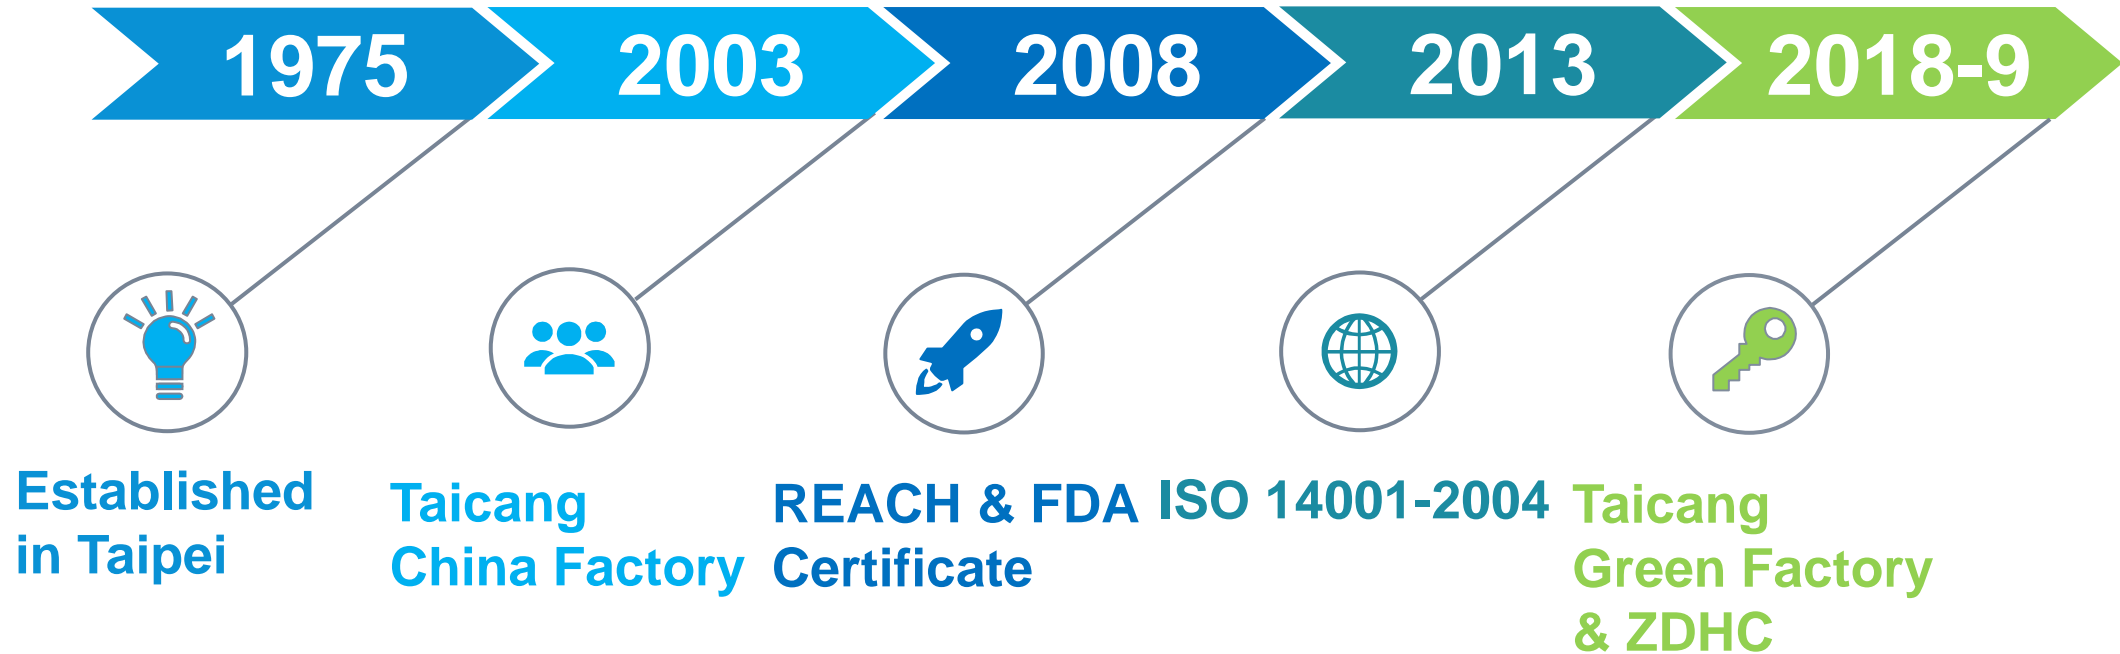 1975
2003
2008
2013
2018-9
Established
in Taipei
Taicang
China Factory
REACH & FDA
Certificate
ISO 14001-2004
Taicang
Green Factory
& ZDHC